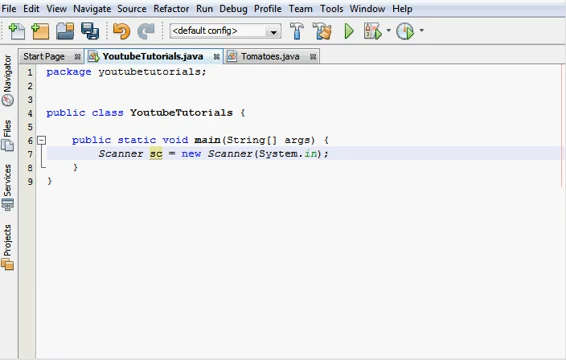 File Edit View Navigate Source Refactor Run Debug Profile Team Tools Window Help
<default config>
Start Page YoutubeTutorials.java Tomatoes.java
Navigator
Files
Services
Projects
1 package youtubetutorials;
2
3
4 public class YoutubeTutorials {
5
6 public static void main(String[] args) {
7 Scanner sc = new Scanner(System.in);
8 }
9 }